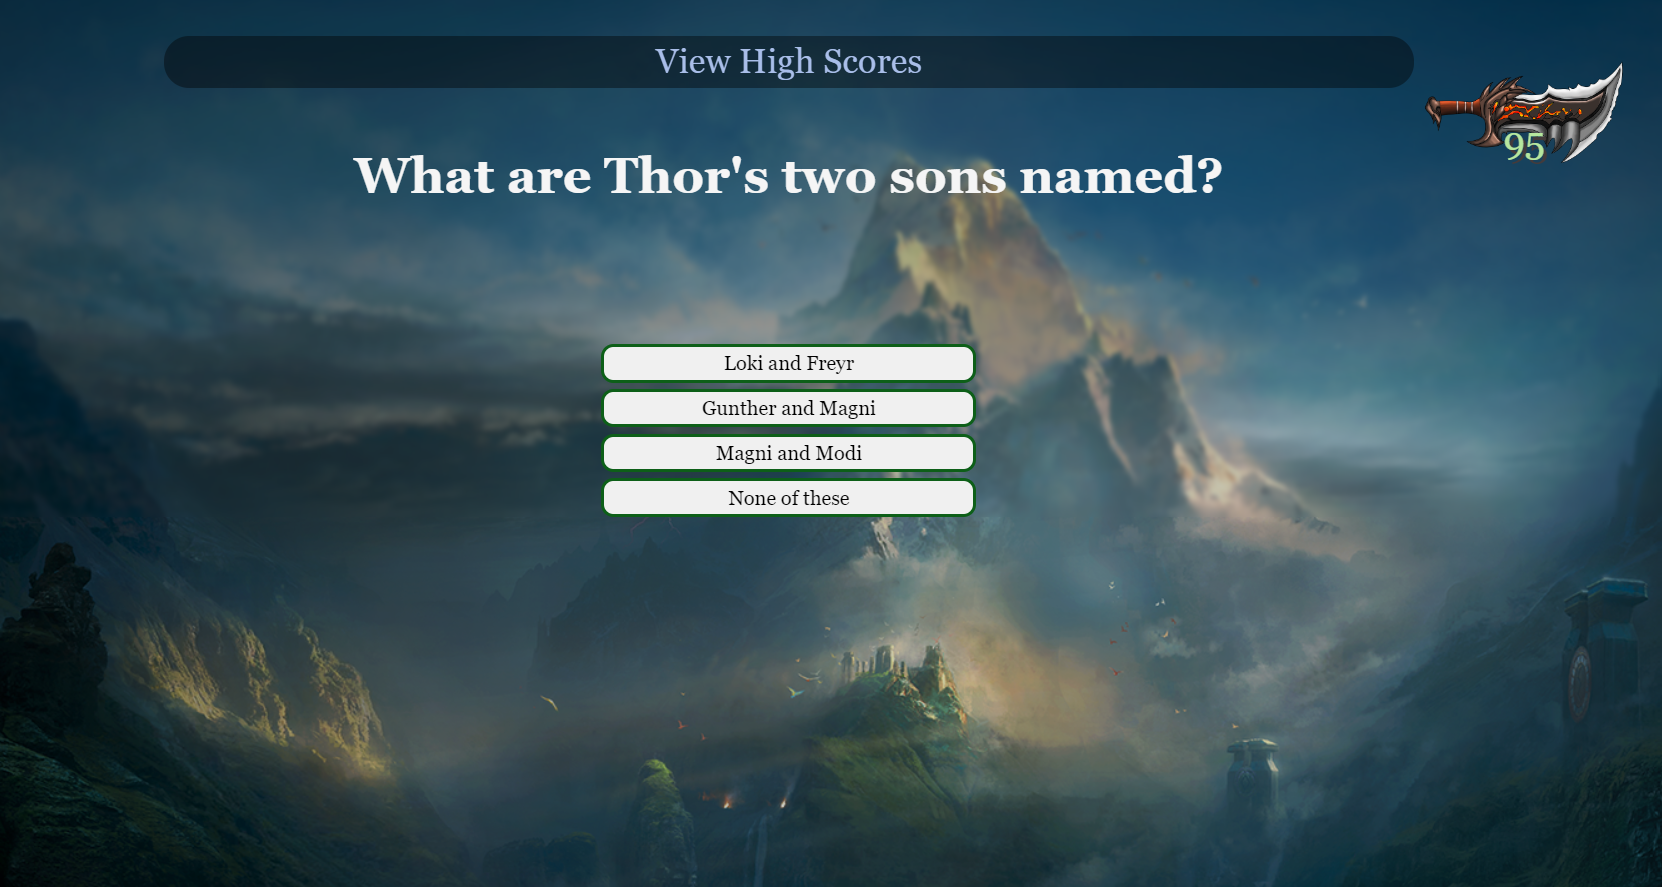 View High Scores
95
What are Thor's two sons named?
Loki and Freyr
Gunther and Magni
Magni and Modi
None of these